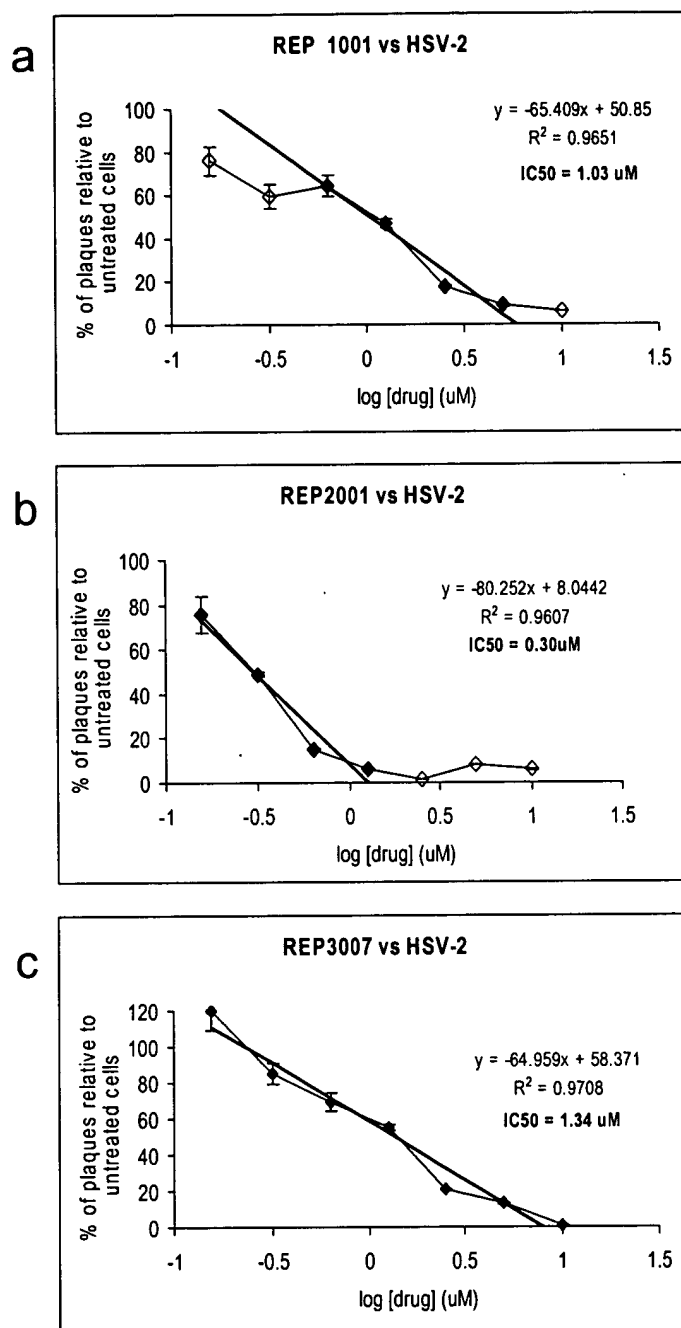 a
REP 1001 vs HSV-2
y = -65.409x + 50.85
R² = 0.9651
IC50 = 1.03 uM
% of plaques relative to
untreated cells
100
80
60
40
20
0
-1
-0.5
0
0.5
1
1.5
log [drug] (uM)
b
REP2001 vs HSV-2
y = -80.252x + 8.0442
R² = 0.9607
IC50 = 0.30uM
% of plaques relative to
untreated cells
100
80
60
40
20
0
-1
-0.5
0
0.5
1
1.5
log [drug] (uM)
c
REP3007 vs HSV-2
y = -64.959x + 58.371
R² = 0.9708
IC50 = 1.34 uM
% of plaques relative to
untreated cells
120
100
80
60
40
20
0
-1
-0.5
0
0.5
1
1.5
log [drug] (uM)